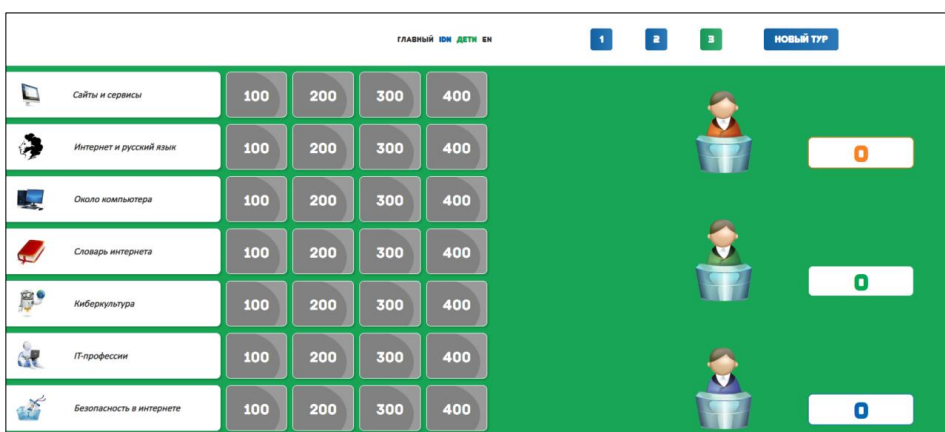 ГЛАВНЫЙ IDN ДЕТИ EN 1 2 3 НОВЫЙ ТУР
Сайты и сервисы 100 200 300 400
Интернет и русский язык 100 200 300 400
0
Около компьютера 100 200 300 400
Словарь интернета 100 200 300 400
0
Киберкультура 100 200 300 400
IT-профессии 100 200 300 400
Безопасность в интернете 100 200 300 400
0